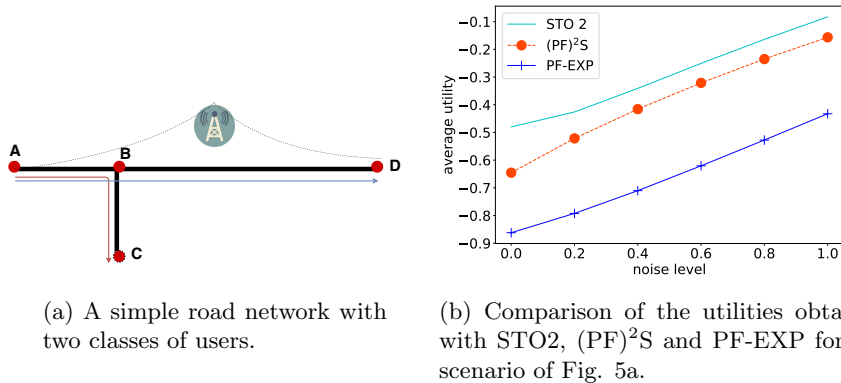 A
B
D
C
(a) A simple road network with
two classes of users.
STO 2
(PF)²S
PF-EXP
average utility
−0.1
−0.2
−0.3
−0.4
−0.5
−0.6
−0.7
−0.8
−0.9
0.0 0.2 0.4 0.6 0.8 1.0
noise level
(b) Comparison of the utilities obta
with STO2, (PF)²S and PF-EXP for
scenario of Fig. 5a.